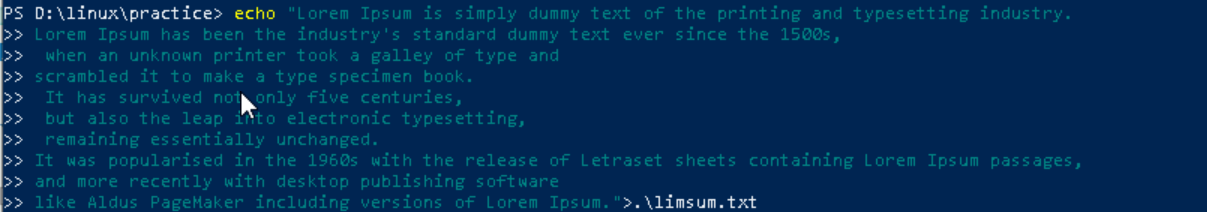 PS D:\linux\practice> echo "Lorem Ipsum is simply dummy text of the printing and typesetting industry.
>> Lorem Ipsum has been the industry's standard dummy text ever since the 1500s,
>>  when an unknown printer took a galley of type and
>> scrambled it to make a type specimen book.
>>  It has survived not only five centuries,
>>  but also the leap into electronic typesetting,
>>  remaining essentially unchanged.
>> It was popularised in the 1960s with the release of Letraset sheets containing Lorem Ipsum passages,
>> and more recently with desktop publishing software
>> like Aldus PageMaker including versions of Lorem Ipsum.">.\limsum.txt